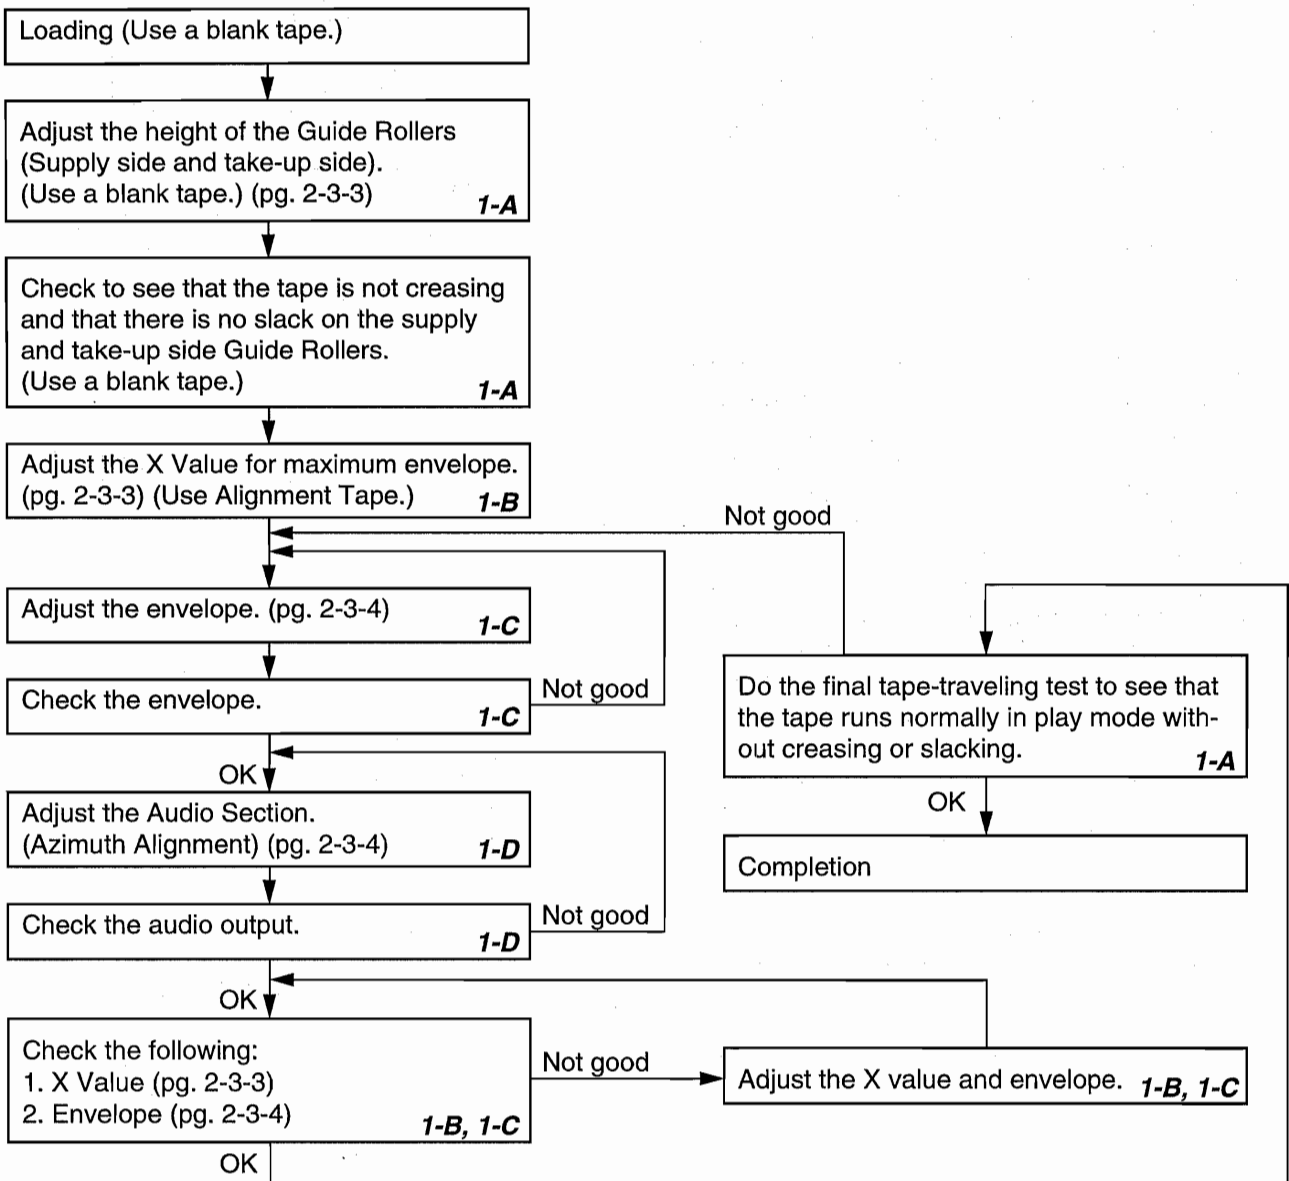 Loading (Use a blank tape.)
Adjust the height of the Guide Rollers
(Supply side and take-up side).
(Use a blank tape.) (pg. 2-3-3)
1-A
Check to see that the tape is not creasing
and that there is no slack on the supply
and take-up side Guide Rollers.
(Use a blank tape.)
1-A
Adjust the X Value for maximum envelope.
(pg. 2-3-3) (Use Alignment Tape.)
1-B
Not good
Adjust the envelope. (pg. 2-3-4)
1-C
Check the envelope.
1-C
Not good
OK
Adjust the Audio Section.
(Azimuth Alignment) (pg. 2-3-4)
1-D
Check the audio output.
1-D
Not good
OK
Check the following:
1. X Value (pg. 2-3-3)
2. Envelope (pg. 2-3-4)
1-B, 1-C
Not good
Adjust the X value and envelope.
1-B, 1-C
OK
Do the final tape-traveling test to see that
the tape runs normally in play mode with-
out creasing or slacking.
1-A
OK
Completion